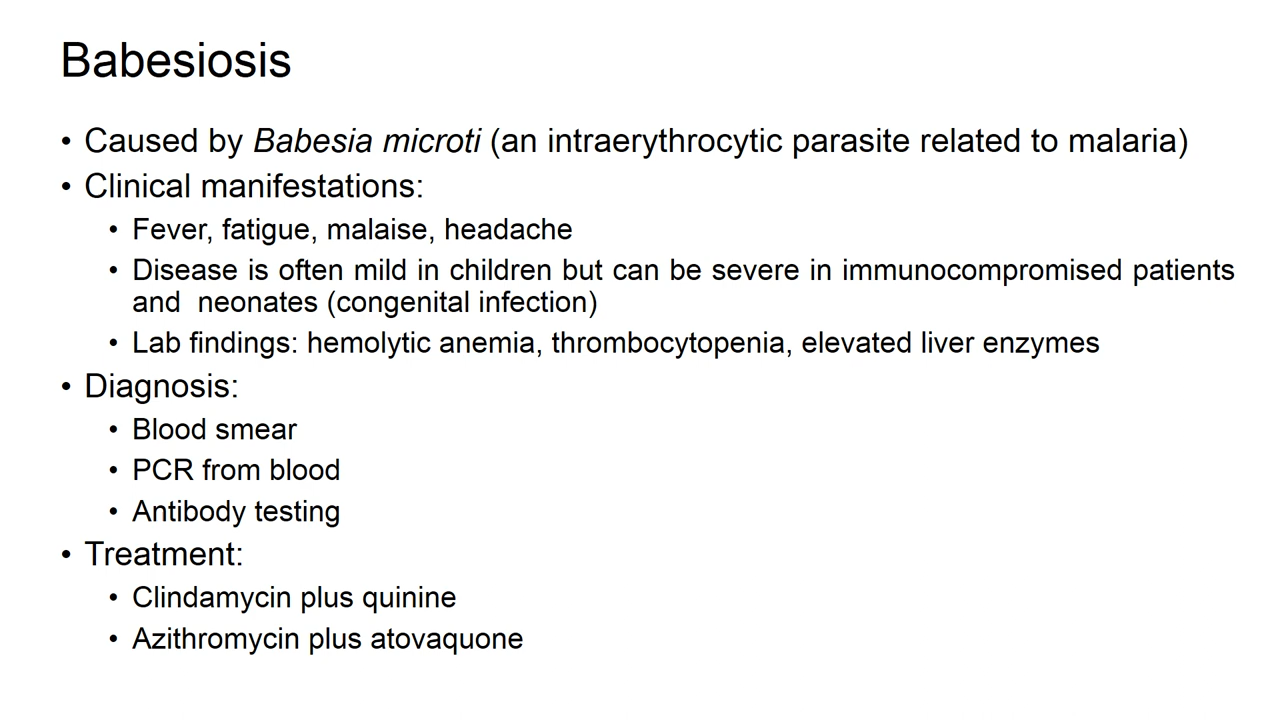 Babesiosis
• Caused by Babesia microti (an intraerythrocytic parasite related to malaria)
• Clinical manifestations:
• Fever, fatigue, malaise, headache
• Disease is often mild in children but can be severe in immunocompromised patients
and  neonates (congenital infection)
• Lab findings: hemolytic anemia, thrombocytopenia, elevated liver enzymes
• Diagnosis:
• Blood smear
• PCR from blood
• Antibody testing
• Treatment:
• Clindamycin plus quinine
• Azithromycin plus atovaquone